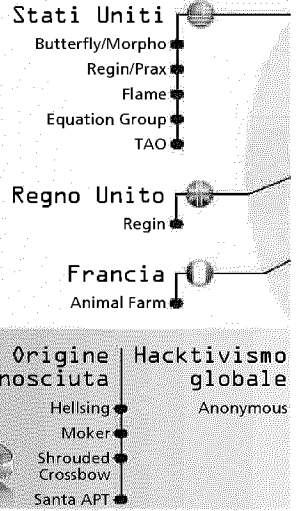 Stati Uniti
Butterfly/Morpho
Regin/Prax
Flame
Equation Group
TAO
Regno Unito
Regin
Francia
Animal Farm
Origine
nosciuta
Hellsing
Moker
Shrouded
Crossbow
Santa APT
Hacktivismo
globale
Anonymous